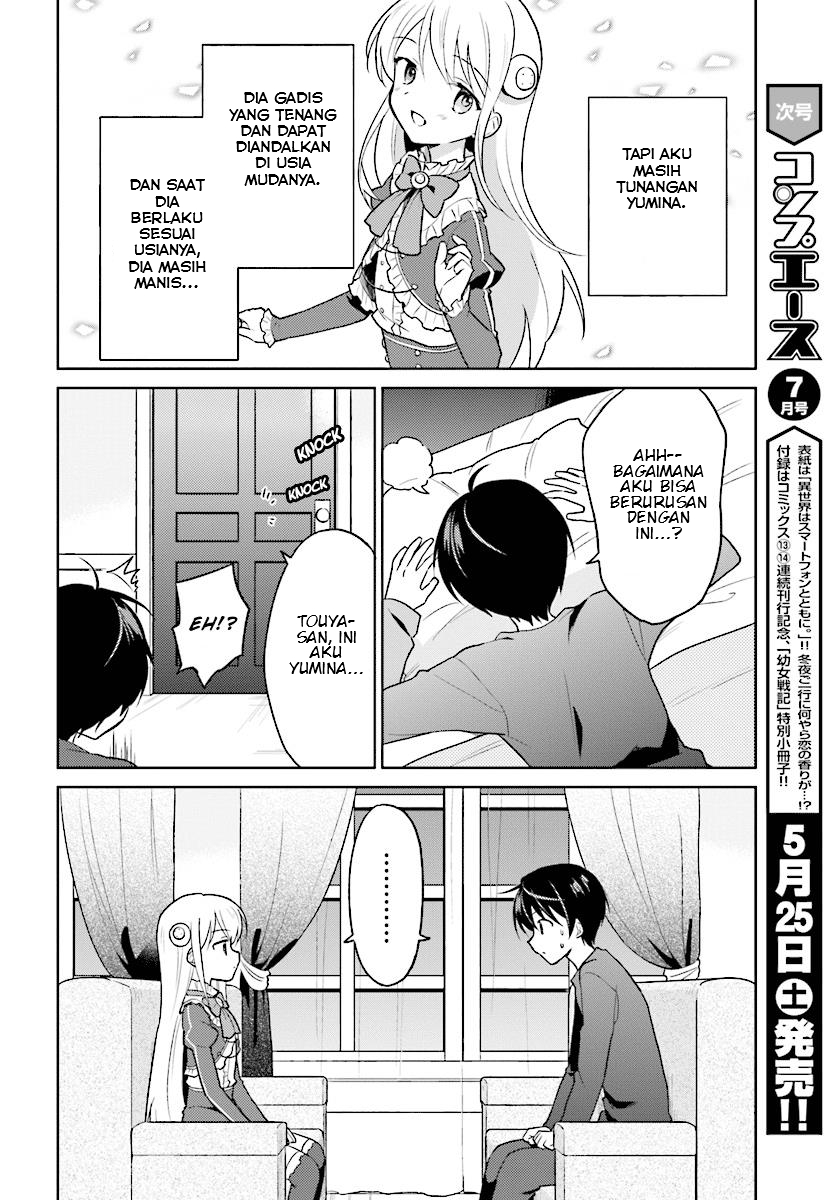 TAPI AKU
MASIH
TUNANGAN
YUMINA.
DIA GADIS
YANG TENANG
DAN DAPAT
DIANDALKAN
DI USIA
MUDANYA.
DAN SAAT
DIA
BERLAKU
SESUAI
USIANYA,
DIA MASIH
MANIS...
AHH--
BAGAIMANA
AKU BISA
BERURUSAN
DENGAN
INI...?
KNOCK
KNOCK
TOUYA-
SAN, INI
AKU
YUMINA...
EH!?
.........
次号
コンプエース
7
月号
表紙は「異世界はスマートフォンとともに。」!! 冬夜ご一行に何やら恋の香りが…!?
付録はコミックス⑬⑭連続刊行記念、「幼女戦記」特別小冊子!!
5月25日㊏発売!!